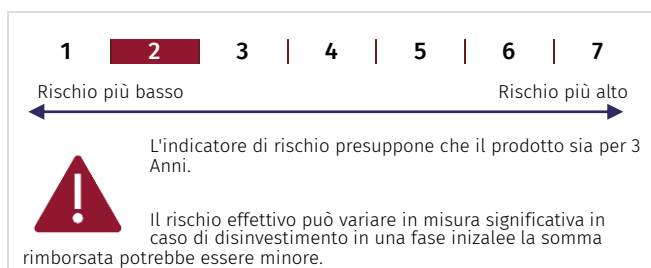 1 2 3 4 5 6 7
Rischio più basso Rischio più alto
L'indicatore di rischio presuppone che il prodotto sia per 3
Anni.
Il rischio effettivo può variare in misura significativa in
caso di disinvestimento in una fase inizalee la somma
rimborsata potrebbe essere minore.